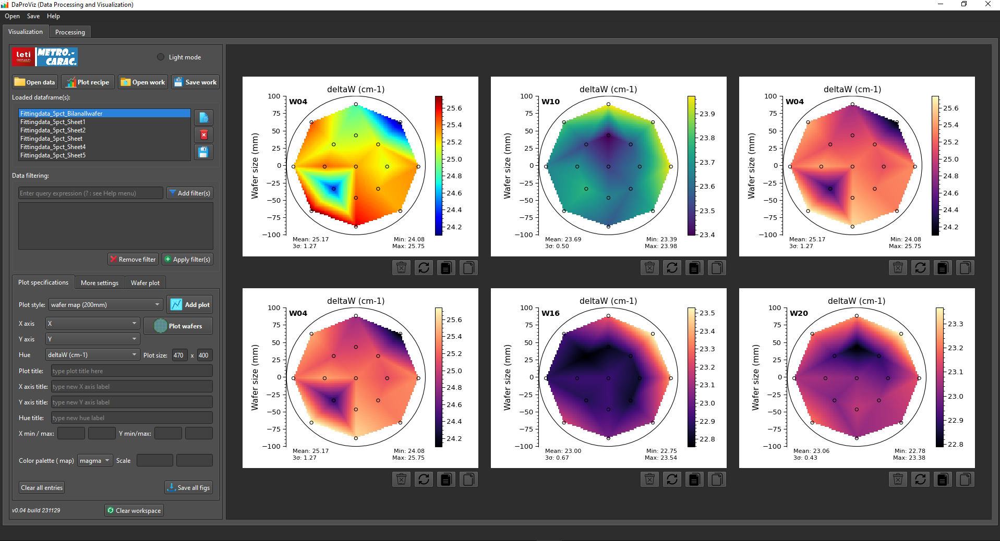 DaProViz (Data Processing and Visualization)
Open Save Help
Visualization Processing
leti
METRO.-
CARAC.
Light mode
Open data Plot recipe Open work Save work
Loaded dataframe(s):
Fittingdata_5pct_Bilanallwafer
Fittingdata_5pct_Sheet1
Fittingdata_5pct_Sheet2
Fittingdata_5pct_Sheet
Fittingdata_5pct_Sheet4
Fittingdata_5pct_Sheet5
Data filtering:
Enter query expression (? : see Help menu) Add filter(s)
Remove filter Apply filter(s)
Plot specifications More settings Wafer plot
Plot style: wafer map (200mm) Add plot
X axis X Plot wafers
Y axis Y
Hue deltaW (cm-1) Plot size: 470 x 400
Plot title: type plot title here
X axis title: type new X axis label
Y axis title: type new Y axis label
Hue title: type new hue label
X min / max: Y min/max:
Color palette ( map) magma Scale
Clear all entries Save all figs
v0.04 build 231129 Clear workspace
deltaW (cm-1)
W04
Wafer size (mm)
100
75
50
25
0
−25
−50
−75
−100
25.6
25.4
25.2
25.0
24.8
24.6
24.4
24.2
Mean: 25.17 Min: 24.08
3σ: 1.27 Max: 25.75
deltaW (cm-1)
W10
Wafer size (mm)
100
75
50
25
0
−25
−50
−75
−100
23.9
23.8
23.7
23.6
23.5
23.4
Mean: 23.69 Min: 23.39
3σ: 0.50 Max: 23.98
deltaW (cm-1)
W04
Wafer size (mm)
100
75
50
25
0
−25
−50
−75
−100
25.6
25.4
25.2
25.0
24.8
24.6
24.4
24.2
Mean: 25.17 Min: 24.08
3σ: 1.27 Max: 25.75
deltaW (cm-1)
W04
Wafer size (mm)
100
75
50
25
0
−25
−50
−75
−100
25.6
25.4
25.2
25.0
24.8
24.6
24.4
24.2
Mean: 25.17 Min: 24.08
3σ: 1.27 Max: 25.75
deltaW (cm-1)
W16
Wafer size (mm)
100
75
50
25
0
−25
−50
−75
−100
23.5
23.4
23.3
23.2
23.1
23.0
22.9
22.8
Mean: 23.00 Min: 22.75
3σ: 0.67 Max: 23.54
deltaW (cm-1)
W20
Wafer size (mm)
100
75
50
25
0
−25
−50
−75
−100
23.3
23.2
23.1
23.0
22.9
22.8
Mean: 23.06 Min: 22.78
3σ: 0.43 Max: 23.38